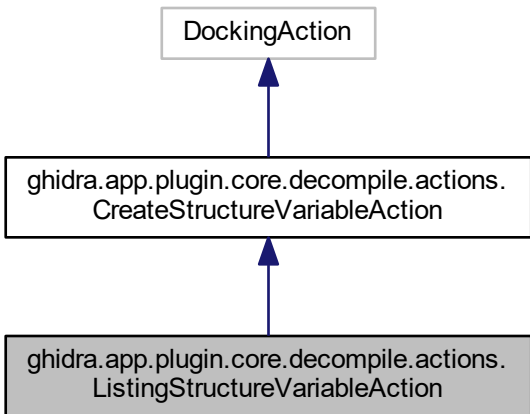 DockingAction
ghidra.app.plugin.core.decompile.actions.
CreateStructureVariableAction
ghidra.app.plugin.core.decompile.actions.
ListingStructureVariableAction